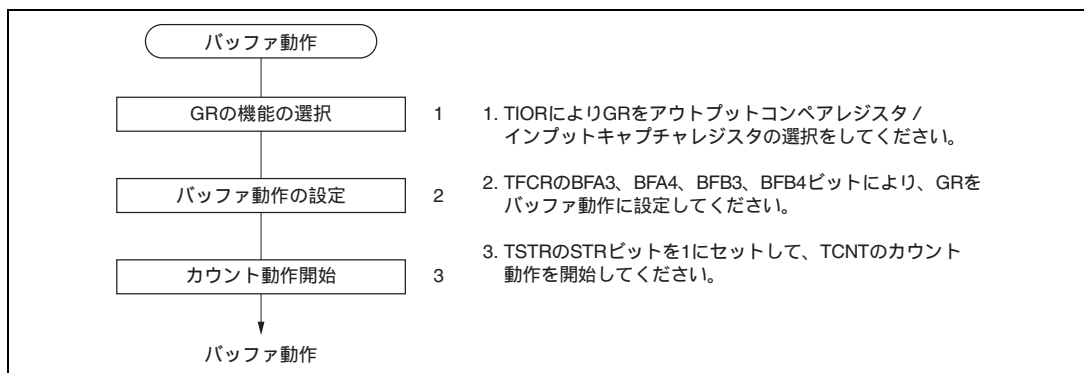 バッファ動作
GRの機能の選択
1
1. TIORによりGRをアウトプットコンペアレジスタ /
インプットキャプチャレジスタの選択をしてください。
バッファ動作の設定
2
2. TFCRのBFA3、BFA4、BFB3、BFB4ビットにより、GRを
バッファ動作に設定してください。
カウント動作開始
3
3. TSTRのSTRビットを1にセットして、TCNTのカウント
動作を開始してください。
バッファ動作